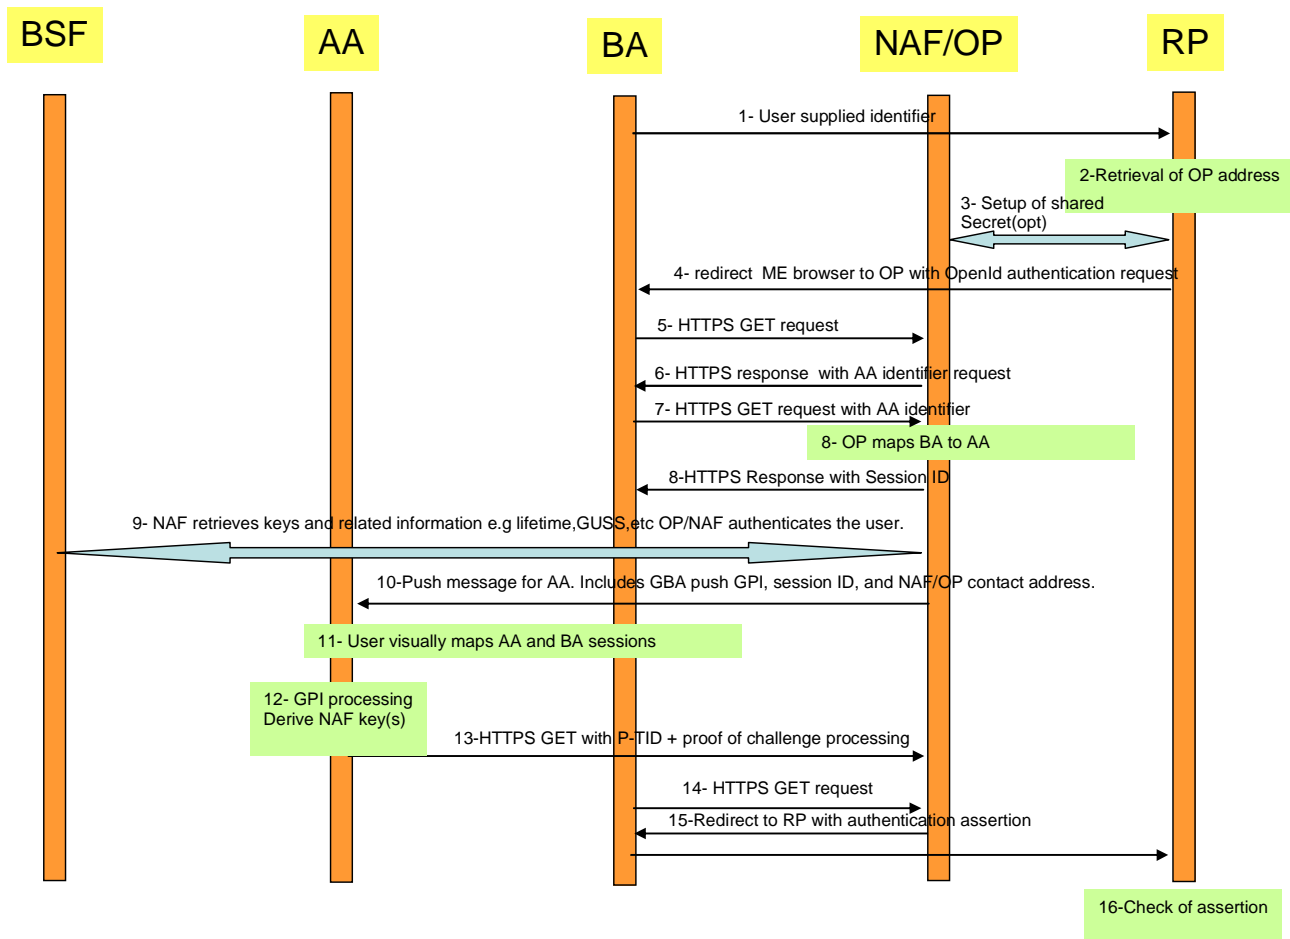 BSF
AA
BA
NAF/OP
RP
1- User supplied identifier
2-Retrieval of OP address
3- Setup of shared
Secret(opt)
4- redirect  ME browser to OP with OpenId authentication request
5- HTTPS GET request
6- HTTPS response  with AA identifier request
7- HTTPS GET request with AA identifier
8- OP maps BA to AA
8-HTTPS Response with Session ID
9- NAF retrieves keys and related information e.g lifetime,GUSS,etc OP/NAF authenticates the user.
10-Push message for AA. Includes GBA push GPI, session ID, and NAF/OP contact address.
11- User visually maps AA and BA sessions
12- GPI processing
Derive NAF key(s)
13-HTTPS GET with P-TID + proof of challenge processing
14- HTTPS GET request
15-Redirect to RP with authentication assertion
16-Check of assertion